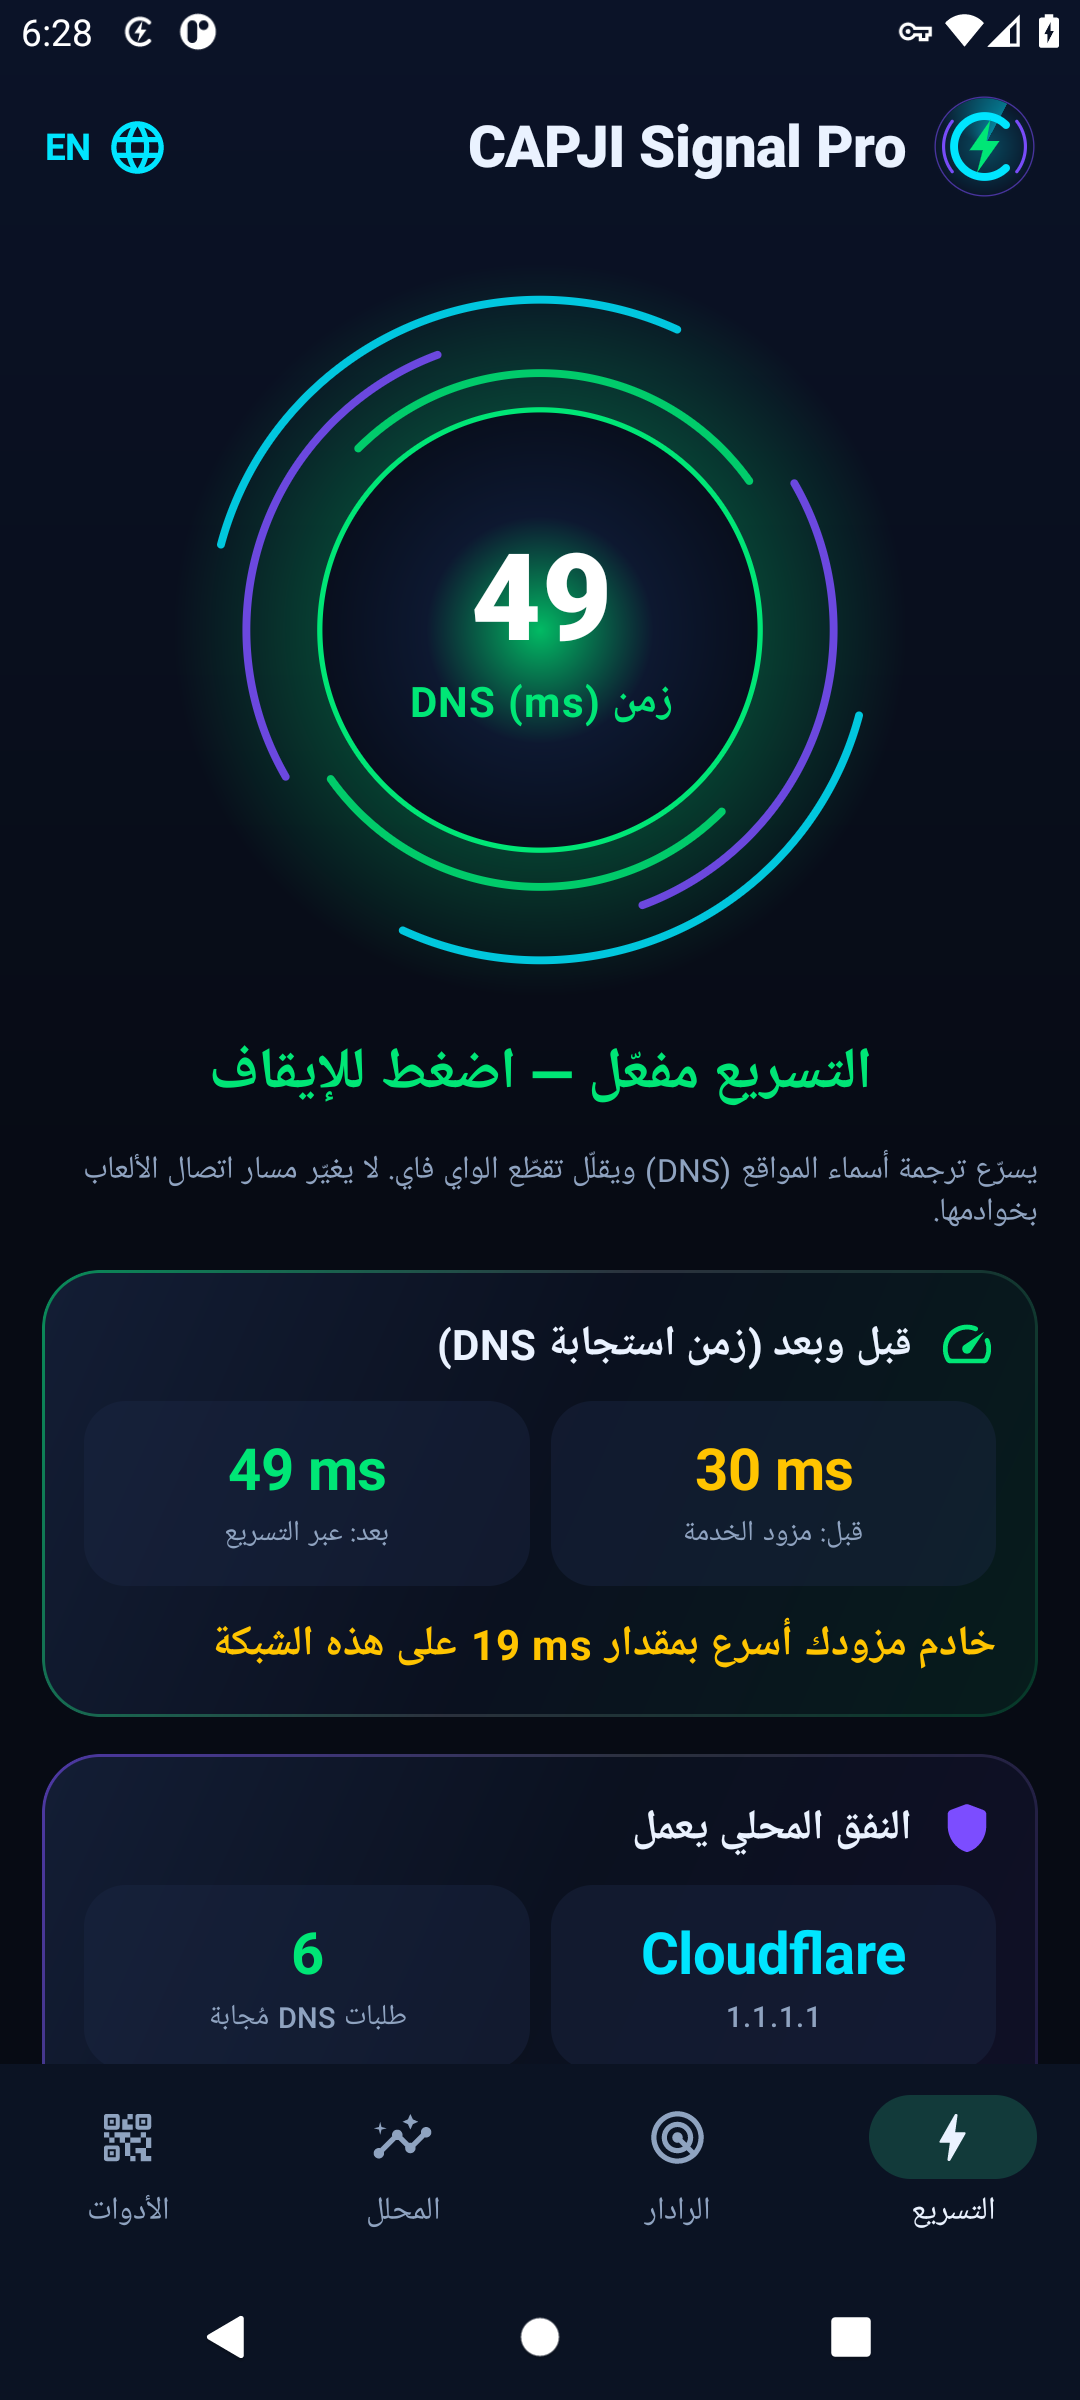 6:28
CAPJI Signal Pro
EN
49
زمن DNS (ms)
التسريع مفعّل — اضغط للإيقاف
يسرّع ترجمة أسماء المواقع (DNS) ويقلّل تقطّع الواي فاي. لا يغيّر مسار اتصال الألعاب
بخوادمها.
قبل وبعد (زمن استجابة DNS)
30 ms
قبل: مزود الخدمة
49 ms
بعد: عبر التسريع
خادم مزودك أسرع بمقدار 19 ms على هذه الشبكة
النفق المحلي يعمل
Cloudflare
1.1.1.1
6
طلبات DNS مُجابة
التسريع
الرادار
المحلل
الأدوات